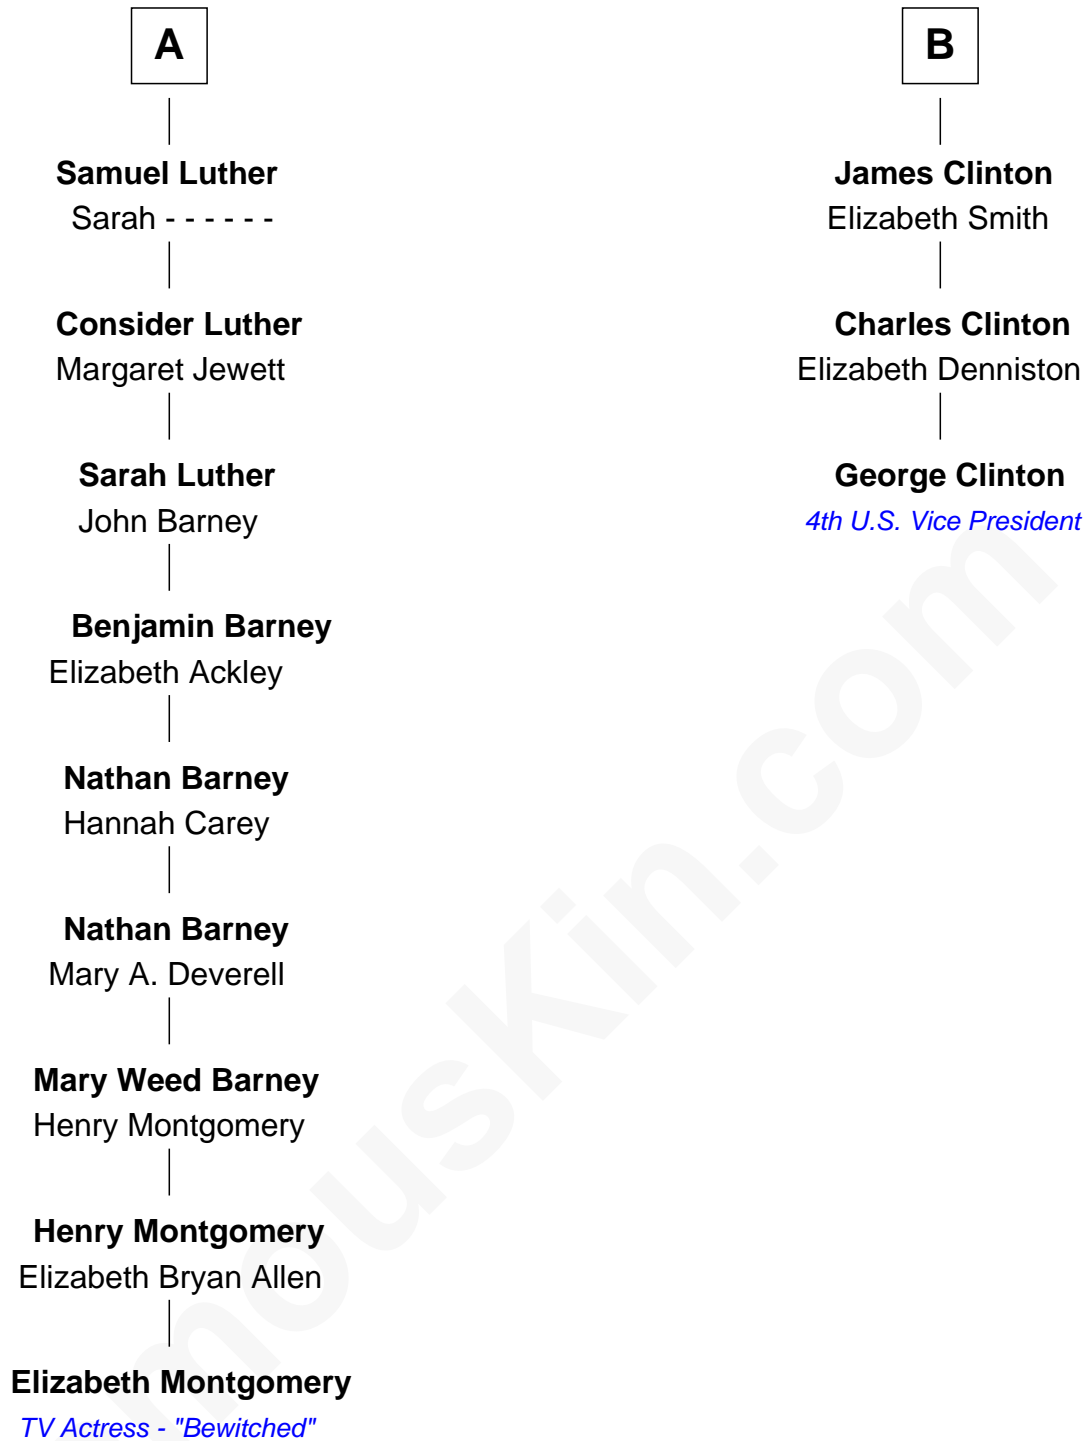 A
B
Samuel Luther
Sarah - - - - - -
James Clinton
Elizabeth Smith
Consider Luther
Margaret Jewett
Charles Clinton
Elizabeth Denniston
Sarah Luther
John Barney
George Clinton
4th U.S. Vice President
Benjamin Barney
Elizabeth Ackley
Nathan Barney
Hannah Carey
Nathan Barney
Mary A. Deverell
Mary Weed Barney
Henry Montgomery
Henry Montgomery
Elizabeth Bryan Allen
Elizabeth Montgomery
TV Actress - "Bewitched"
mouskin.com